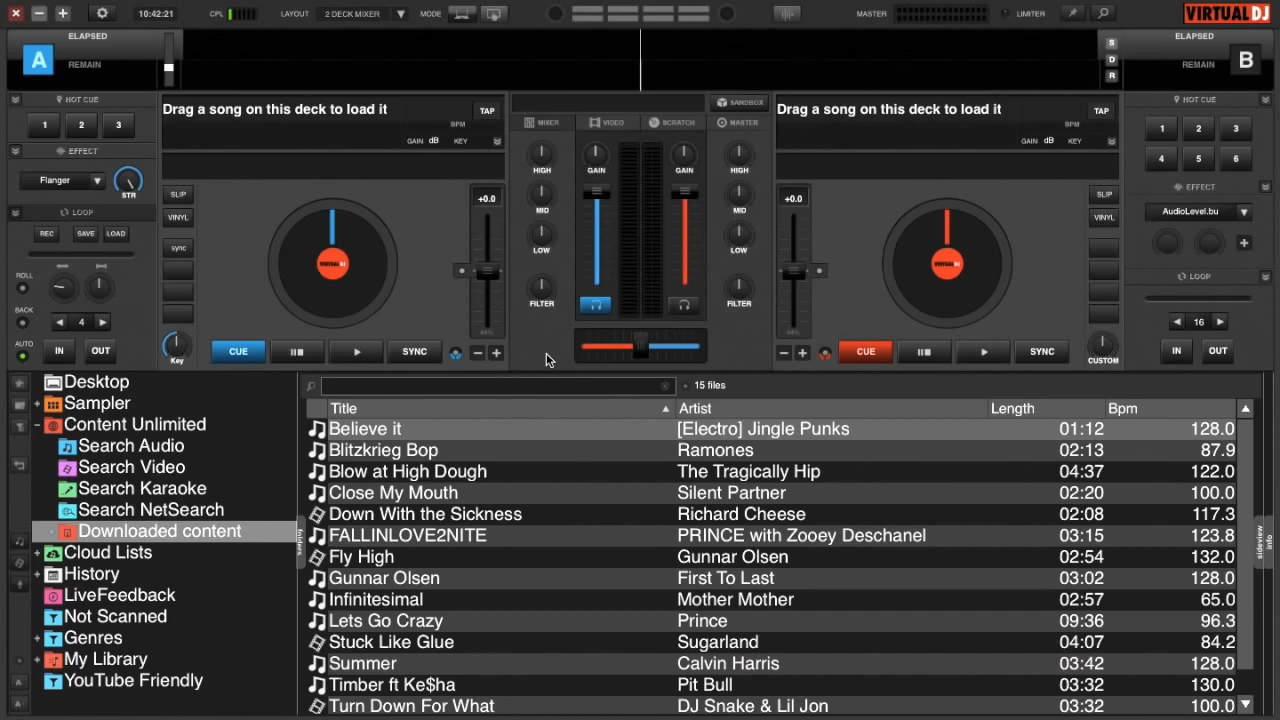 10:42:21 CPL LAYOUT 2 DECK MIXER MODE MASTER LIMITER VIRTUAL DJ
ELAPSED
A
REMAIN
S
D
R
ELAPSED
REMAIN
B
HOT CUE
1 2 3
EFFECT
Flanger
STR
LOOP
REC SAVE LOAD
ROLL
BACK
4
AUTO
IN OUT
Drag a song on this deck to load it
TAP
BPM
GAIN dB KEY
SLIP
VINYL
sync
Key
+0.0
44%
VIRTUAL DJ
CUE SYNC
SANDBOX
MIXER VIDEO SCRATCH MASTER
HIGH GAIN GAIN HIGH
MID MID
LOW LOW
FILTER FILTER
Drag a song on this deck to load it
TAP
BPM
GAIN dB KEY
+0.0
44%
VIRTUAL DJ
SLIP
VINYL
CUSTOM
CUE SYNC
HOT CUE
1 2 3
4 5 6
EFFECT
AudioLevel.bu
LOOP
16
IN OUT
Desktop
Sampler
Content Unlimited
Search Audio
Search Video
Search Karaoke
Search NetSearch
Downloaded content
Cloud Lists
History
LiveFeedback
Not Scanned
Genres
My Library
YouTube Friendly
folders
15 files
Title Artist Length Bpm
Believe it [Electro] Jingle Punks 01:12 128.0
Blitzkrieg Bop Ramones 02:13 87.9
Blow at High Dough The Tragically Hip 04:37 122.0
Close My Mouth Silent Partner 02:20 100.0
Down With the Sickness Richard Cheese 02:08 117.3
FALLINLOVE2NITE PRINCE with Zooey Deschanel 03:15 123.8
Fly High Gunnar Olsen 02:54 132.0
Gunnar Olsen First To Last 03:02 128.0
Infinitesimal Mother Mother 02:57 65.0
Lets Go Crazy Prince 09:36 96.3
Stuck Like Glue Sugarland 04:07 84.2
Summer Calvin Harris 03:42 128.0
Timber ft Ke$ha Pit Bull 03:32 130.0
Turn Down For What DJ Snake & Lil Jon 03:32 100.0
sideview
info